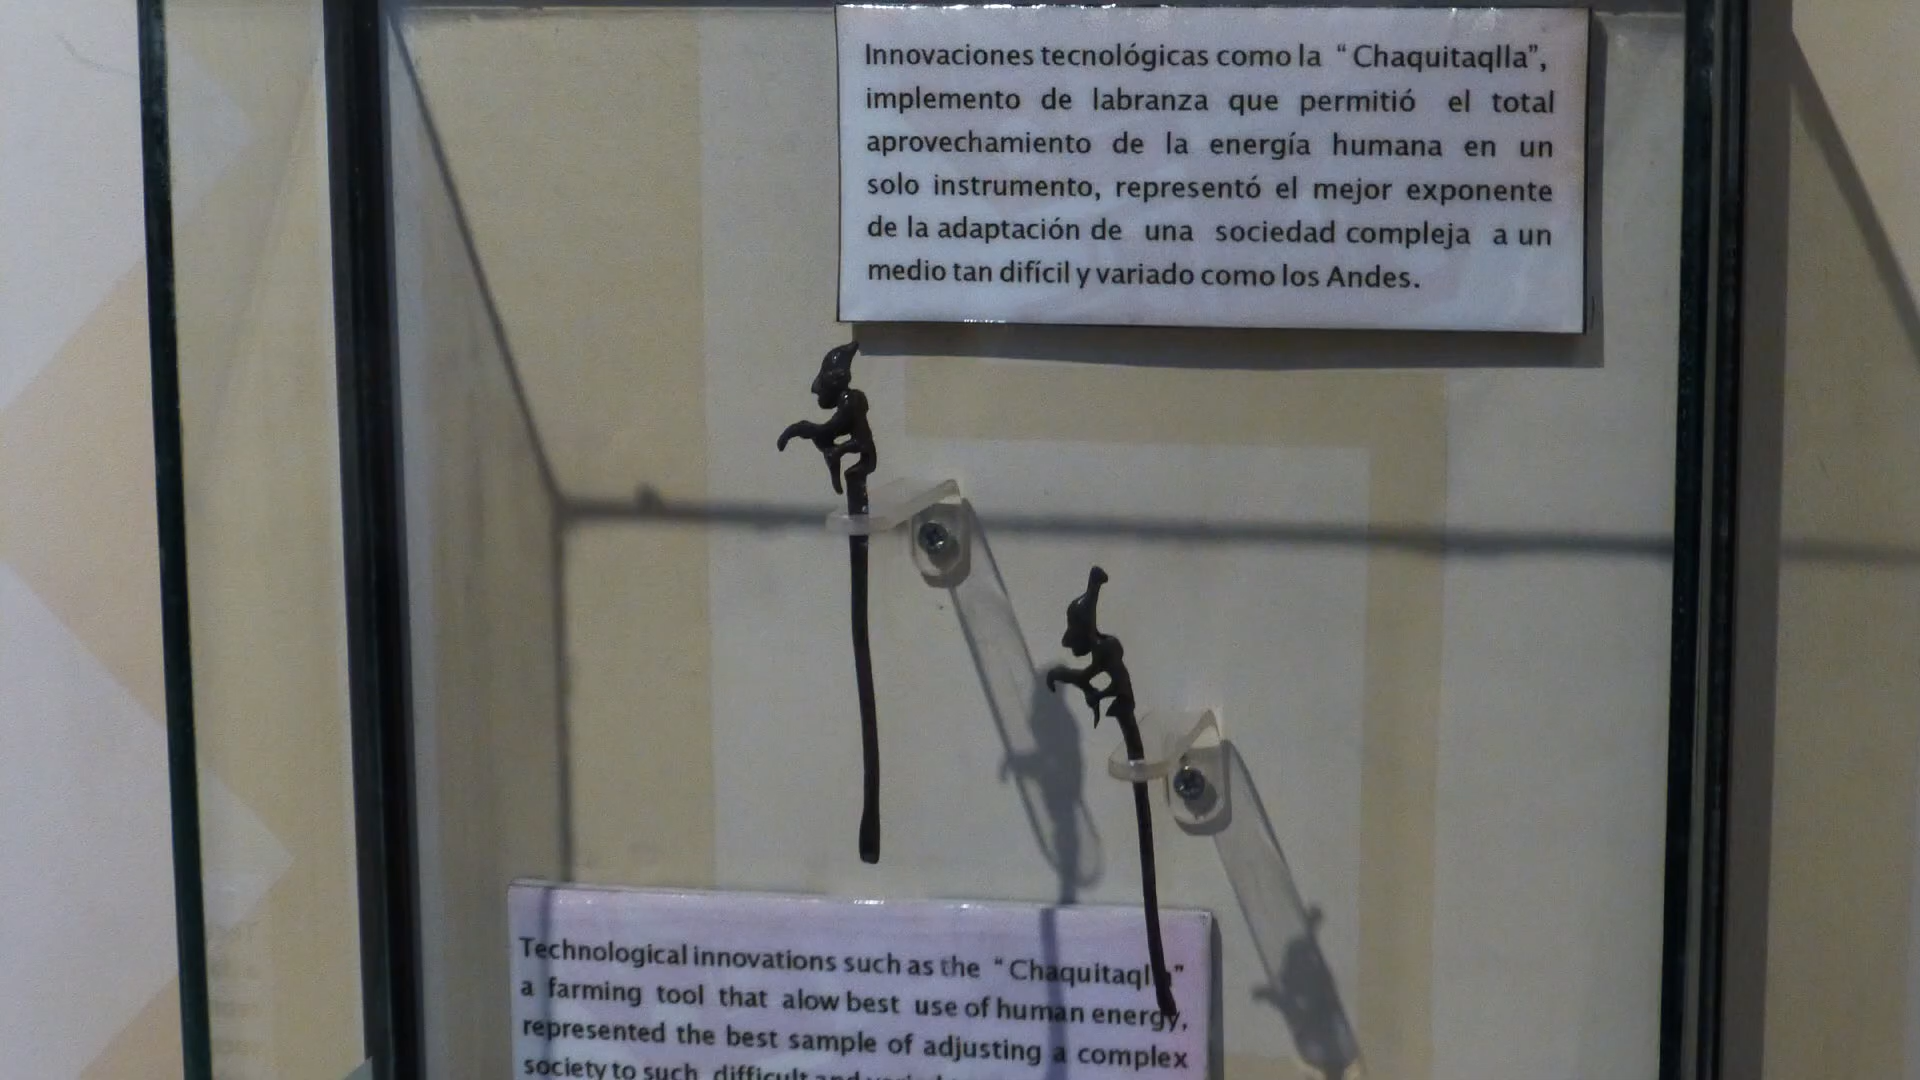 Innovaciones tecnológicas como la “ Chaquitaqlla”,
implemento de labranza que permitió el total
aprovechamiento de la energía humana en un
solo instrumento, representó el mejor exponente
de la adaptación de una sociedad compleja a un
medio tan difícil y variado como los Andes.
Technological innovations such as the “ Chaquitaqlla”
a farming tool that alow best use of human energy,
represented the best sample of adjusting a complex
society to such difficult and